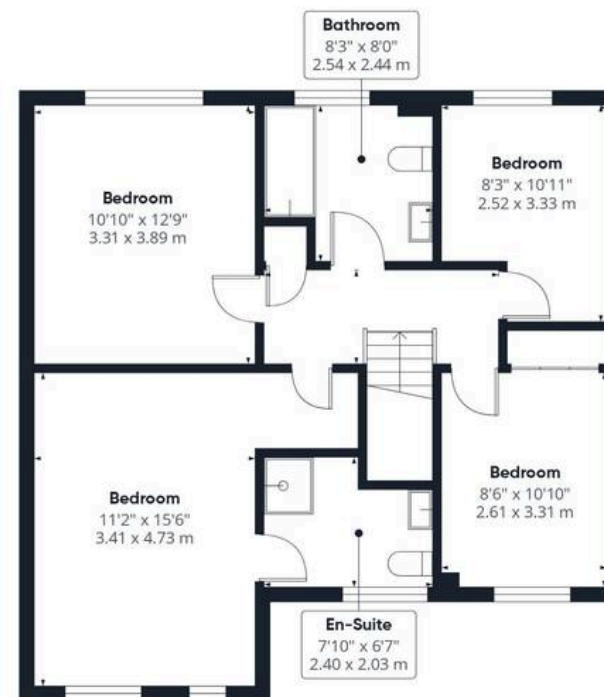 Bathroom
8'3" x 8'0"
2.54 x 2.44 m
Bedroom
10'10" x 12'9"
3.31 x 3.89 m
Bedroom
8'3" x 10'11"
2.52 x 3.33 m
Bedroom
11'2" x 15'6"
3.41 x 4.73 m
Bedroom
8'6" x 10'10"
2.61 x 3.31 m
En-Suite
7'10" x 6'7"
2.40 x 2.03 m